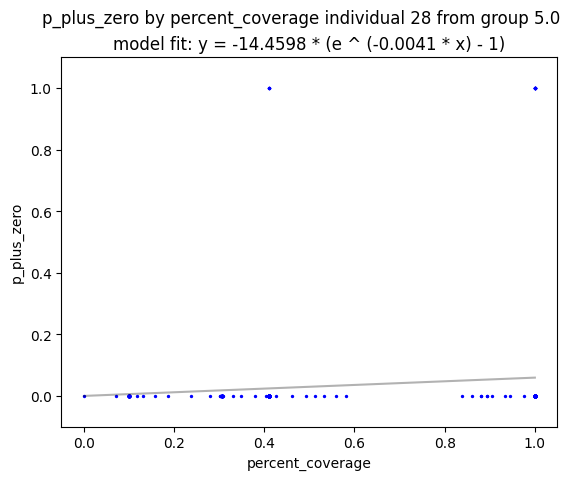 p_plus_zero by percent_coverage individual 28 from group 5.0
model fit: y = -14.4598 * (e ^ (-0.0041 * x) - 1)
1.0
0.8
0.6
0.4
0.2
0.0
p_plus_zero
0.0 0.2 0.4 0.6 0.8 1.0
percent_coverage